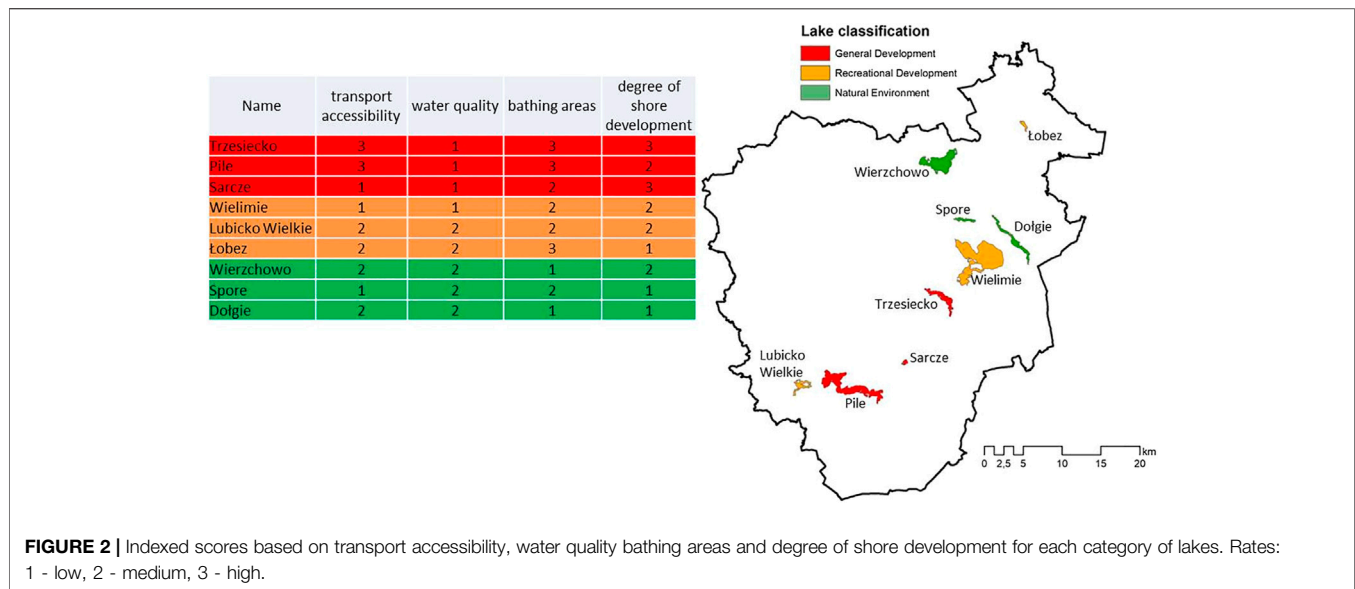 Name transport accessibility water quality bathing areas degree of shore development
Trzesiecko 3 1 3 3
Pile 3 1 3 2
Sarcze 1 1 2 3
Wielimie 1 1 2 2
Lubicko Wielkie 2 2 2 2
Łobez 2 2 3 1
Wierzchowo 2 2 1 2
Spore 1 2 2 1
Dołgie 2 2 1 1
Lake classification
General Development
Recreational Development
Natural Environment
Łobez
Wierzchowo
Spore
Dołgie
Wielimie
Trzesiecko
Sarcze
Lubicko
Wielkie
Pile
km
0 2,5 5 10 15 20
FIGURE 2 | Indexed scores based on transport accessibility, water quality bathing areas and degree of shore development for each category of lakes. Rates:
1 - low, 2 - medium, 3 - high.